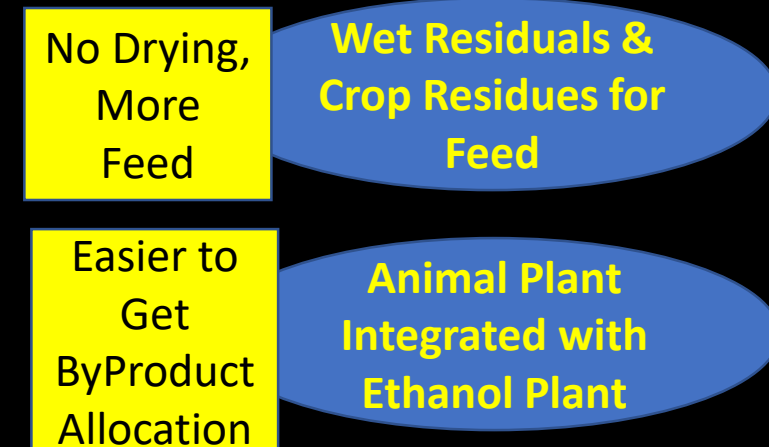 No Drying,
More
Feed
Wet Residuals &
Crop Residues for
Feed
Easier to
Get
ByProduct
Allocation
Animal Plant
Integrated with
Ethanol Plant